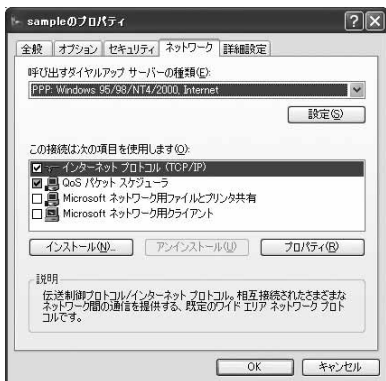 sampleのプロパティ
全般 オプション セキュリティ ネットワーク 詳細設定
呼び出すダイヤルアップ サーバーの種類(E):
PPP: Windows 95/98/NT4/2000, Internet
設定(S)
この接続は次の項目を使用します(O):
インターネット プロトコル (TCP/IP)
QoS パケット スケジューラ
Microsoft ネットワーク用ファイルとプリンタ共有
Microsoft ネットワーク用クライアント
インストール(N)... アンインストール(U) プロパティ(R)
説明
伝送制御プロトコル/インターネット プロトコル。相互接続されたさまざまな
ネットワーク間の通信を提供する、既定のワイド エリア ネットワーク プロト
コルです。
OK キャンセル